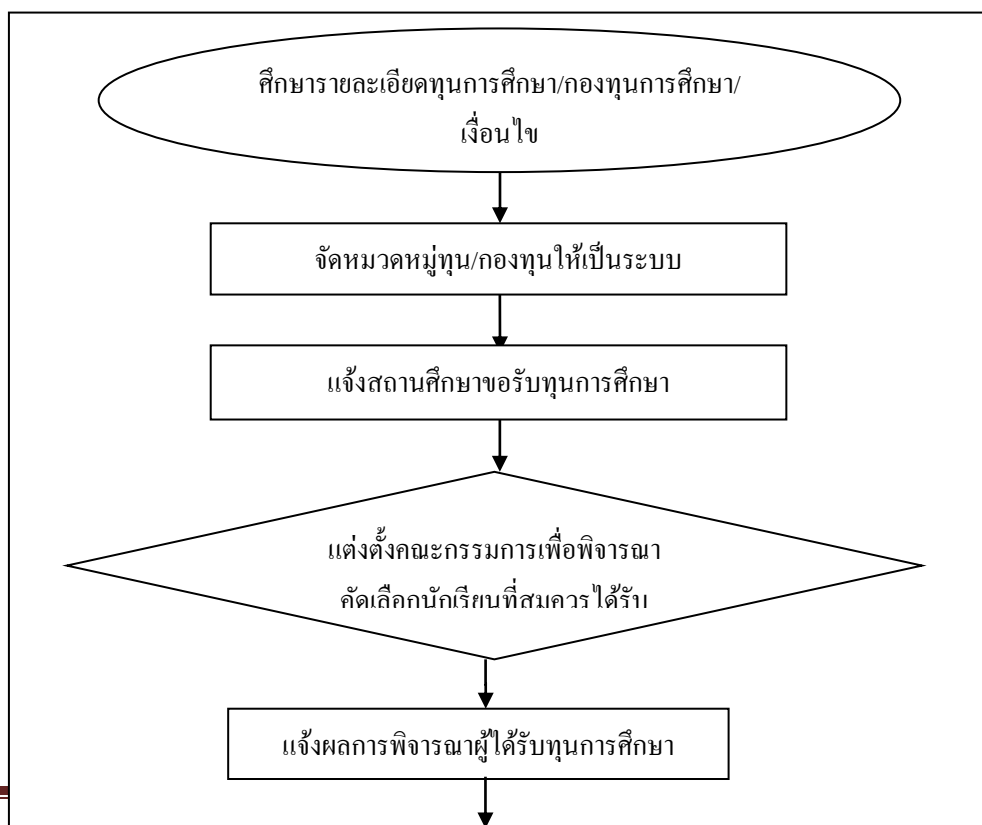 ศึกษารายละเอียดทุนการศึกษา/กองทุนการศึกษา/
เงื่อนไข
จัดหมวดหมู่ทุน/กองทุนให้เป็นระบบ
แจ้งสถานศึกษาขอรับทุนการศึกษา
แต่งตั้งคณะกรรมการเพื่อพิจารณา
คัดเลือกนักเรียนที่สมควรได้รับ
แจ้งผลการพิจารณาผู้ได้รับทุนการศึกษา